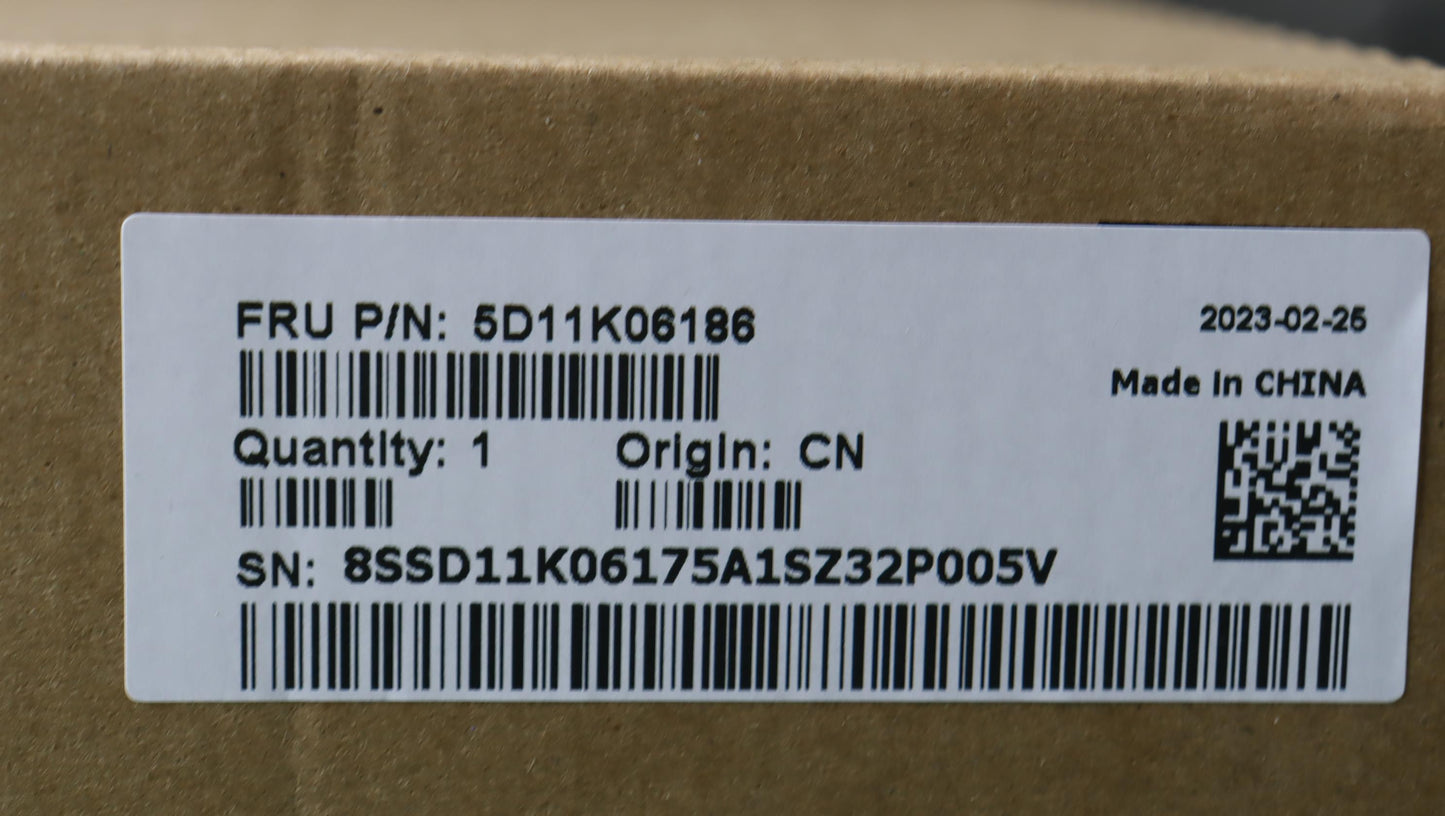 FRU P/N: 5D11K06186
2023-02-25
Made in CHINA
Quantity: 1
Origin: CN
SN: 8SSD11K06175A1SZ32P005V